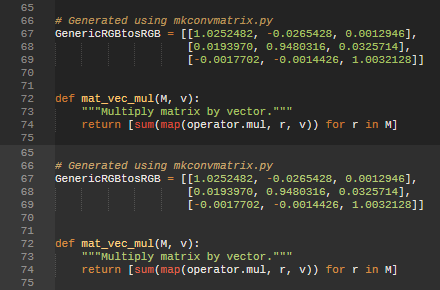 65
66 # Generated using mkconvmatrix.py
67 GenericRGBtosRGB = [[1.0252482, -0.0265428, 0.0012946],
68 [0.0193970, 0.9480316, 0.0325714],
69 [-0.0017702, -0.0014426, 1.0032128]]
70
71
72 def mat_vec_mul(M, v):
73 """Multiply matrix by vector."""
74 return [sum(map(operator.mul, r, v)) for r in M]
75
65
66 # Generated using mkconvmatrix.py
67 GenericRGBtosRGB = [[1.0252482, -0.0265428, 0.0012946],
68 [0.0193970, 0.9480316, 0.0325714],
69 [-0.0017702, -0.0014426, 1.0032128]]
70
71
72 def mat_vec_mul(M, v):
73 """Multiply matrix by vector."""
74 return [sum(map(operator.mul, r, v)) for r in M]
75